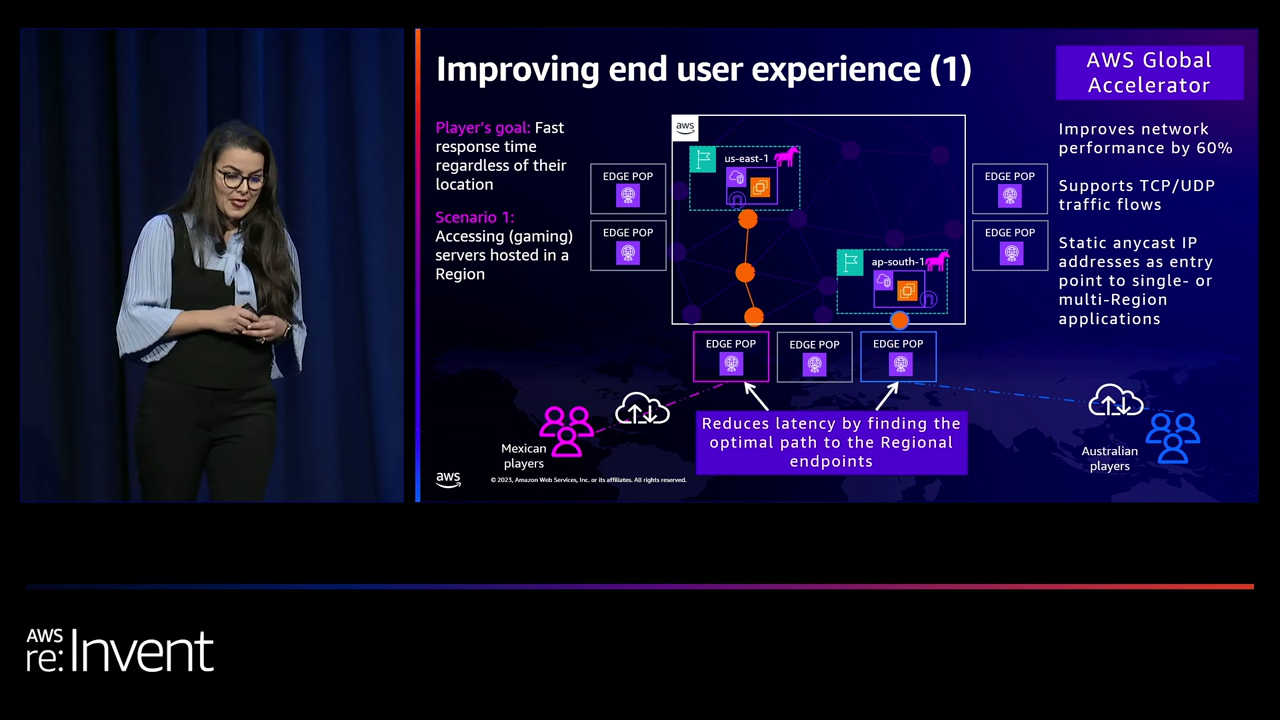 Improving end user experience (1)
AWS Global
Accelerator
Player's goal: Fast
response time
regardless of their
location
Scenario 1:
Accessing (gaming)
servers hosted in a
Region
EDGE POP
EDGE POP
aws
us-east-1
ap-south-1
EDGE POP
EDGE POP
Improves network
performance by 60%
Supports TCP/UDP
traffic flows
Static anycast IP
addresses as entry
point to single- or
multi-Region
applications
EDGE POP
EDGE POP
EDGE POP
Reduces latency by finding the
optimal path to the Regional
endpoints
Mexican
players
Australian
players
aws
© 2023, Amazon Web Services, Inc. or its affiliates. All rights reserved.
AWS
re:Invent